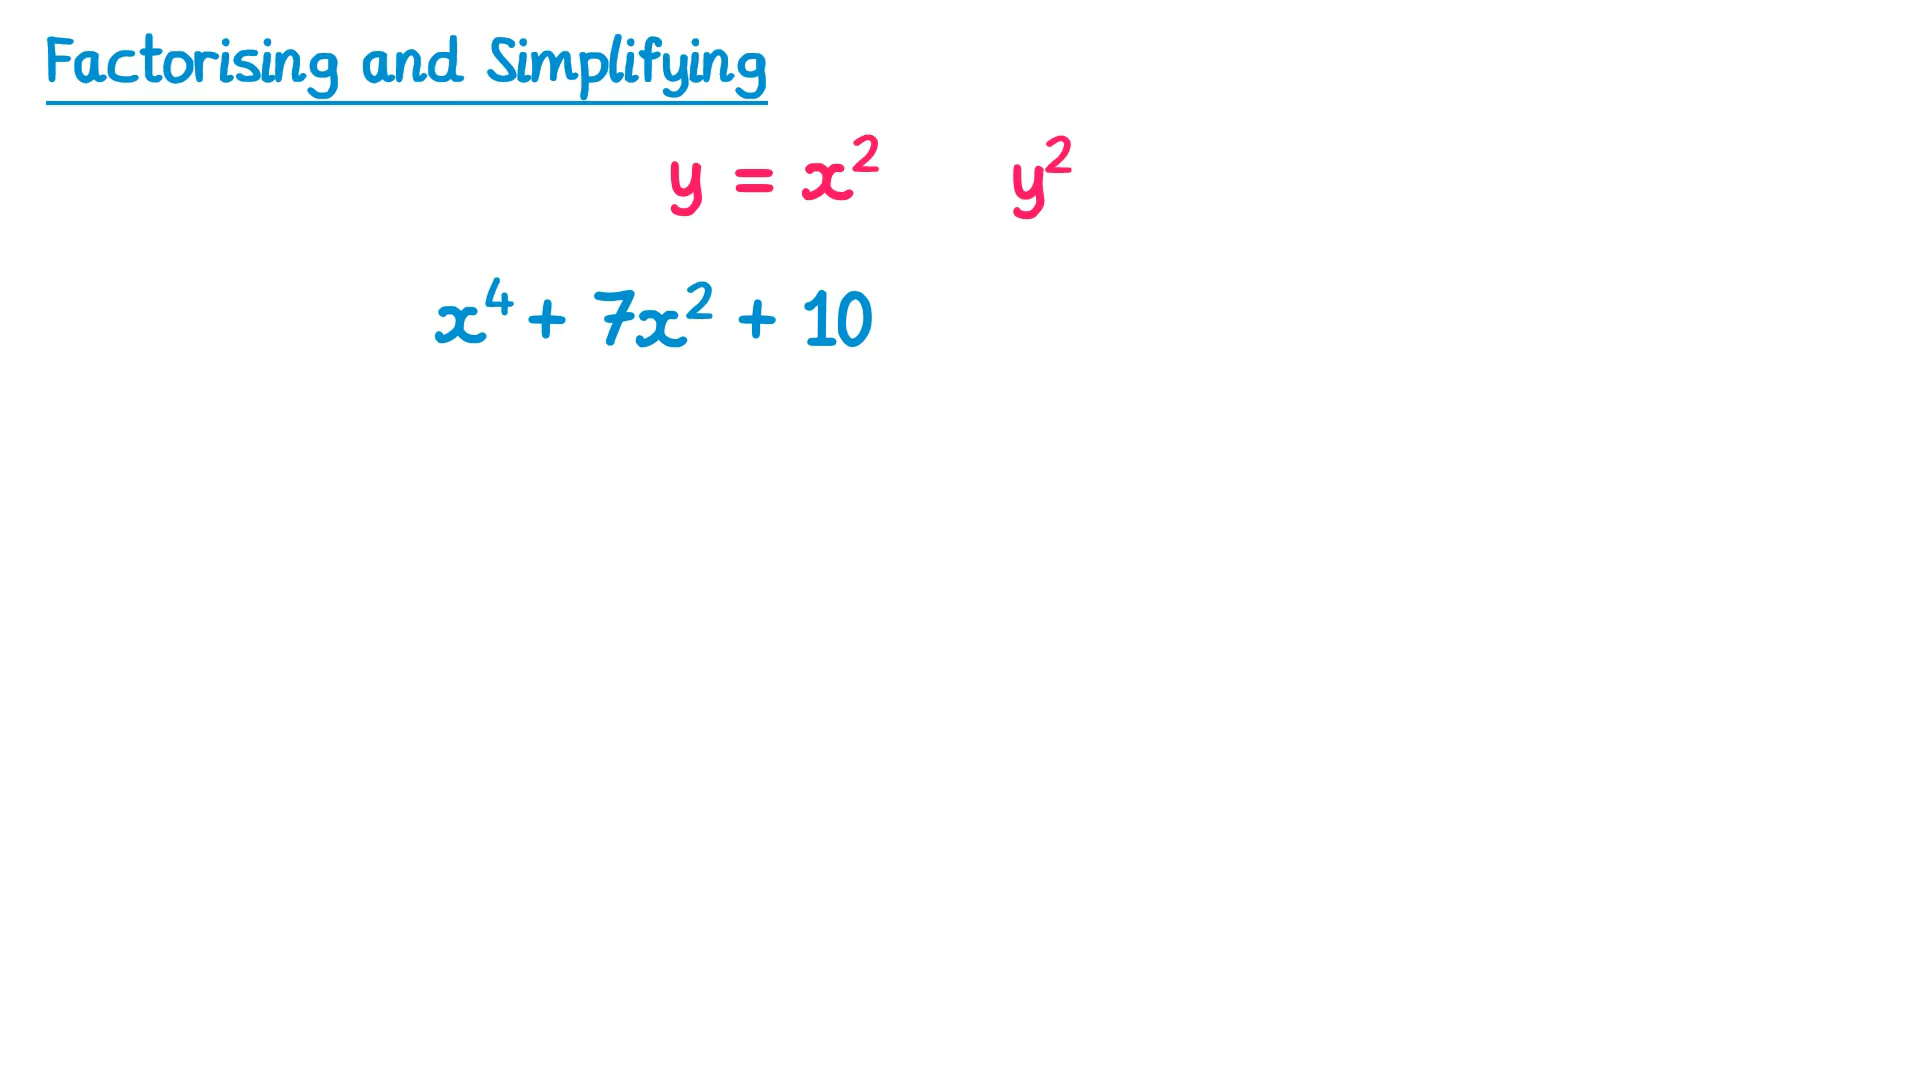 Factorising and Simplifying
y = x² y²
x⁴ + 7x² + 10